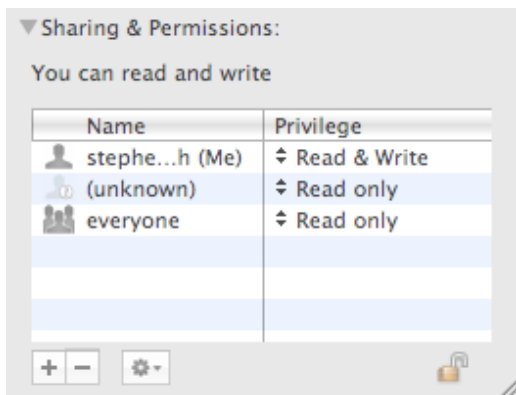 Sharing & Permissions:
You can read and write
Name Privilege
stephe...h (Me) Read & Write
(unknown) Read only
everyone Read only